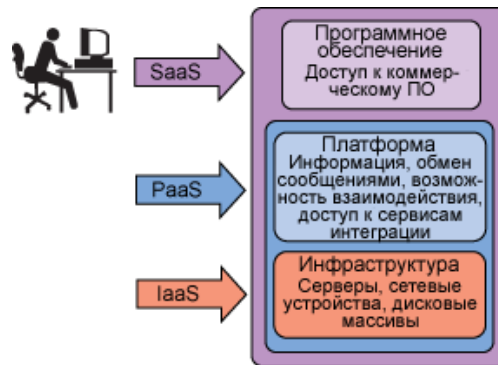 SaaS
Программное
обеспечение
Доступ к коммер-
ческому ПО
PaaS
Платформа
Информация, обмен
сообщениями, возмож-
ность взаимодействия,
доступ к сервисам
интеграции
IaaS
Инфраструктура
Серверы, сетевые
устройства, дисковые
массивы